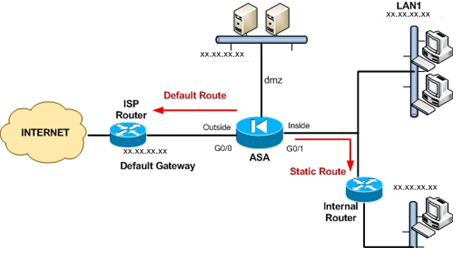 LAN1
xx.xx.xx.xx
xx.xx.xx.xx
dmz
Default Route
ISP
Router
INTERNET
Outside
Inside
G0/0
G0/1
ASA
xx.xx.xx.xx
Default Gateway
Static Route
xx.xx.xx.xx
Internal
Router